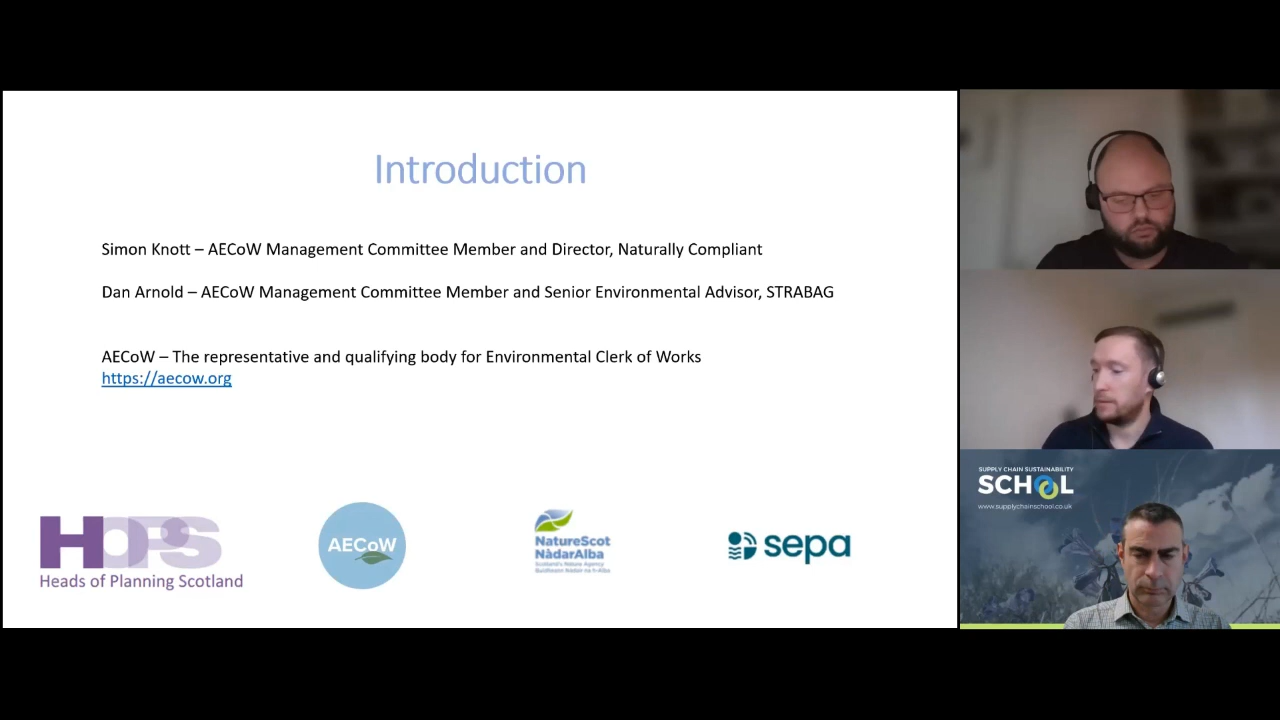 Introduction
Simon Knott – AECoW Management Committee Member and Director, Naturally Compliant
Dan Arnold – AECoW Management Committee Member and Senior Environmental Advisor, STRABAG
AECoW – The representative and qualifying body for Environmental Clerk of Works
https://aecow.org
HOPS
Heads of Planning Scotland
AECoW
NatureScot
NàdarAlba
Scotland's Nature Agency
Buidheann Nàdair na h-Alba
sepa
SUPPLY CHAIN SUSTAINABILITY
SCHOOL
www.supplychainschool.co.uk